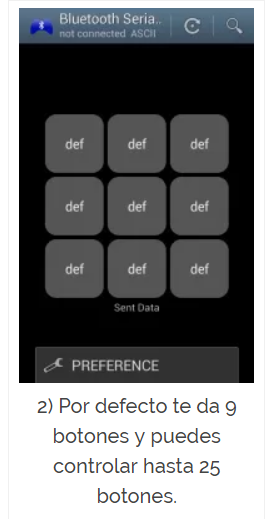 Bluetooth Seria..
not connected ASCII
def def def
def def def
def def def
Sent Data
PREFERENCE
2) Por defecto te da 9
botones y puedes
controlar hasta 25
botones.